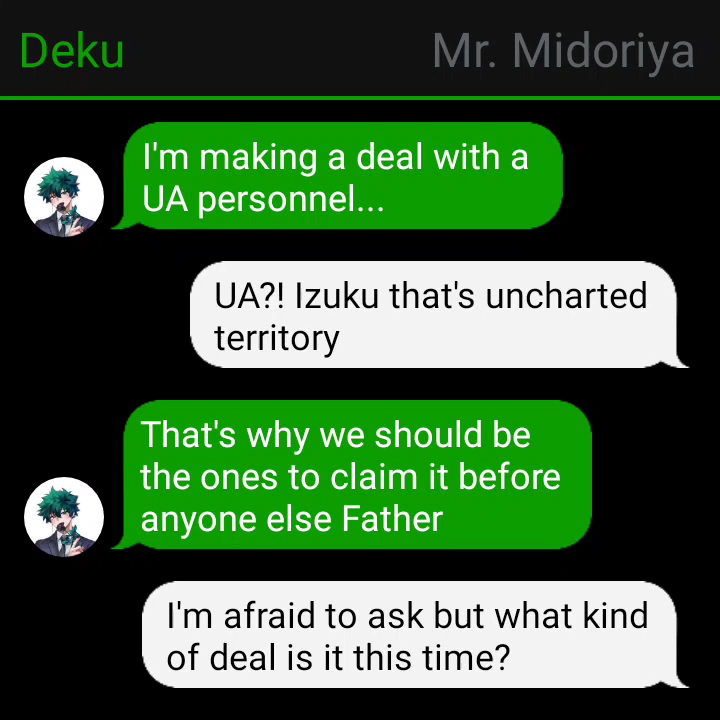 Deku
Mr. Midoriya
I'm making a deal with a
UA personnel...
UA?! Izuku that's uncharted
territory
That's why we should be
the ones to claim it before
anyone else Father
I'm afraid to ask but what kind
of deal is it this time?